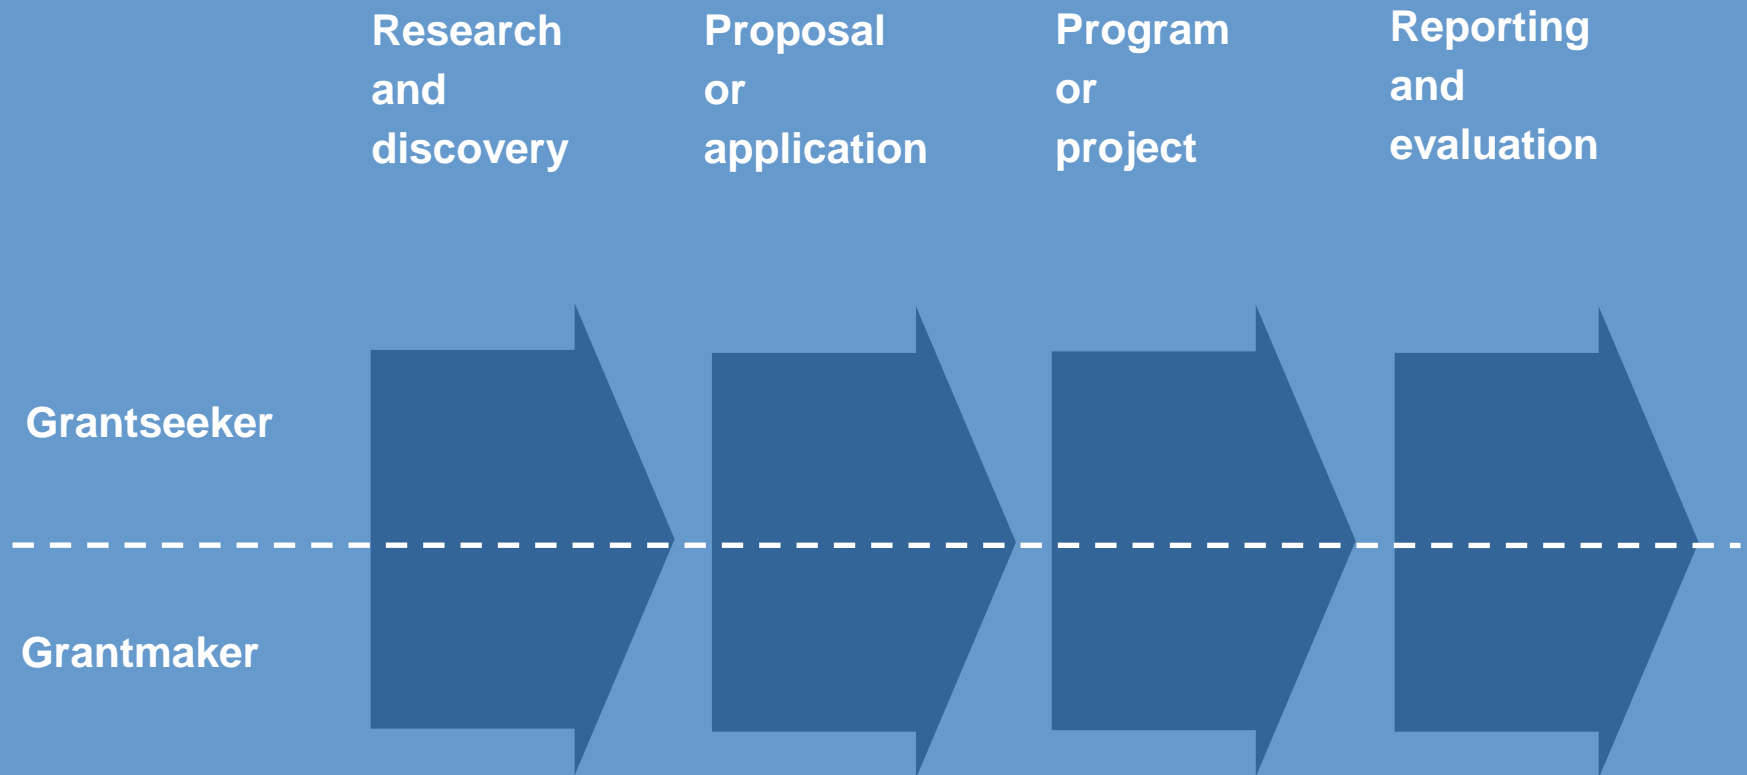 Research
and
discovery
Proposal
or
application
Program
or
project
Reporting
and
evaluation
Grantseeker
Grantmaker